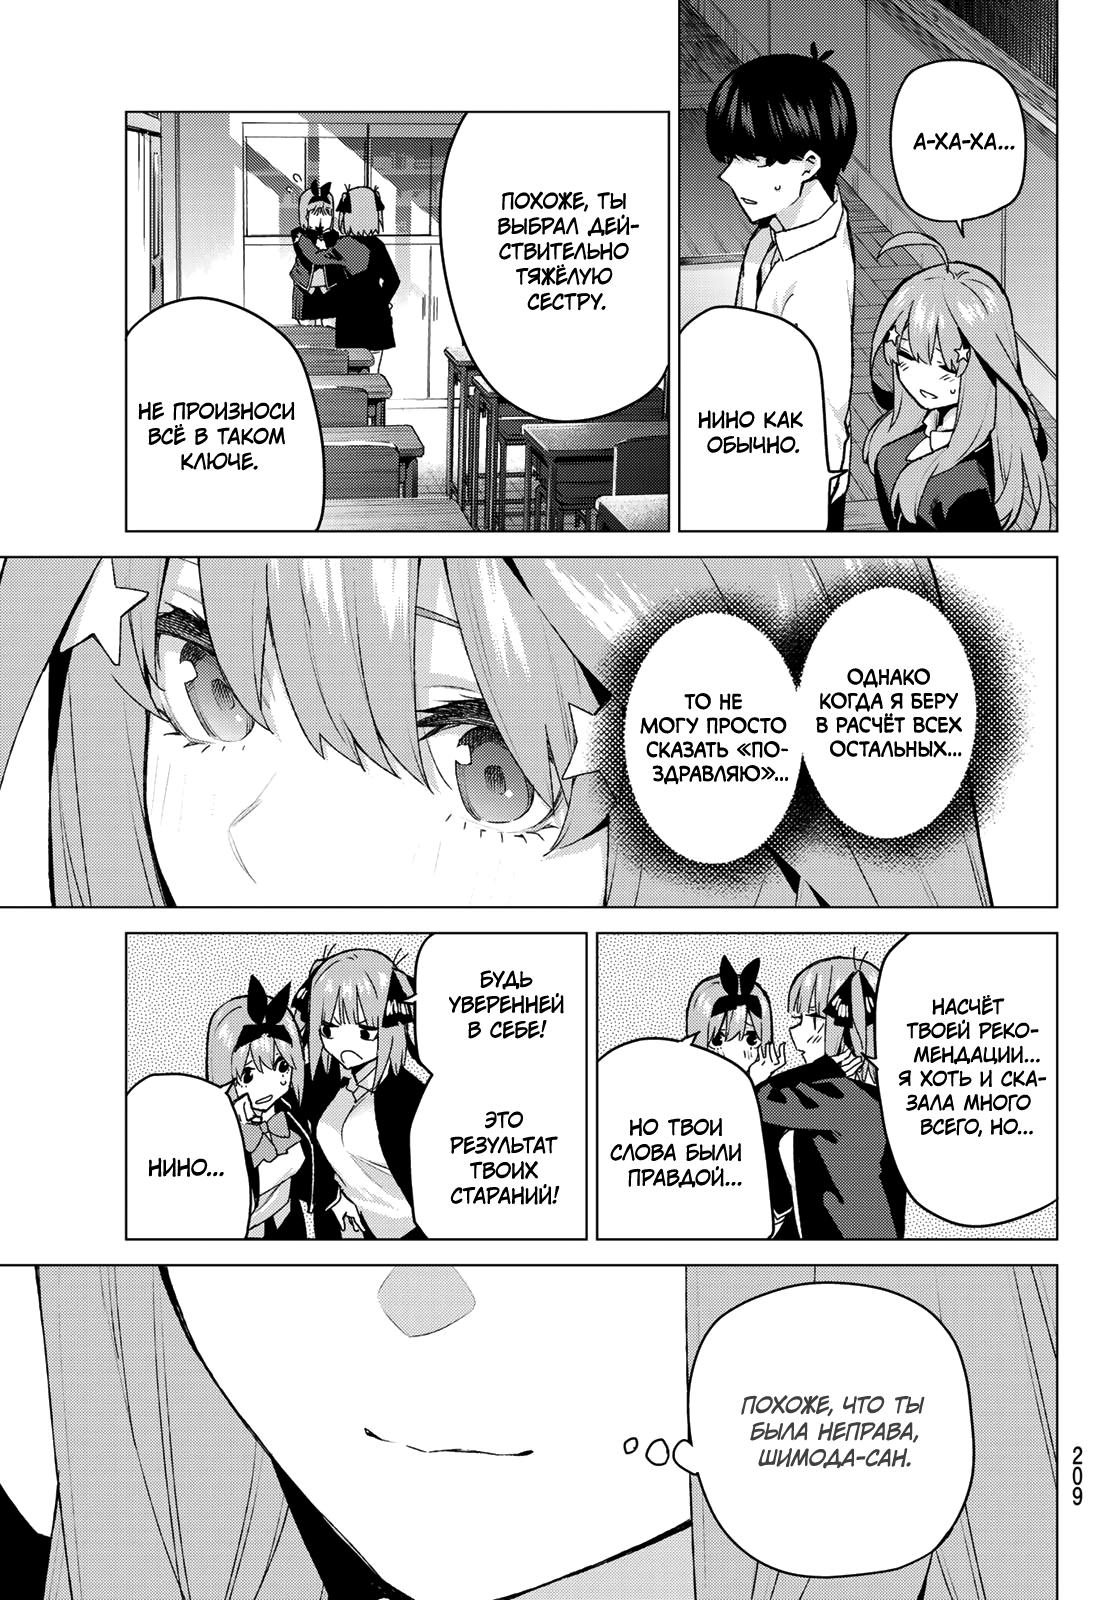 А-ХА-ХА...
НИНО КАК
ОБЫЧНО.
ПОХОЖЕ, ТЫ
ВЫБРАЛ ДЕЙ-
СТВИТЕЛЬНО
ТЯЖЁЛУЮ
СЕСТРУ.
НЕ ПРОИЗНОСИ
ВСЁ В ТАКОМ
КЛЮЧЕ.
ОДНАКО
КОГДА Я БЕРУ
В РАСЧЁТ ВСЕХ
ОСТАЛЬНЫХ...
ТО НЕ
МОГУ ПРОСТО
СКАЗАТЬ «ПО-
ЗДРАВЛЯЮ»...
НАСЧЁТ
ТВОЕЙ РЕКО-
МЕНДАЦИИ...
Я ХОТЬ И СКА-
ЗАЛА МНОГО
ВСЕГО, НО...
НО ТВОИ
СЛОВА БЫЛИ
ПРАВДОЙ...
БУДЬ
УВЕРЕННЕЙ
В СЕБЕ!
ЭТО
РЕЗУЛЬТАТ
ТВОИХ
СТАРАНИЙ!
НИНО...
ПОХОЖЕ, ЧТО ТЫ
БЫЛА НЕПРАВА,
ШИМОДА-САН.
209